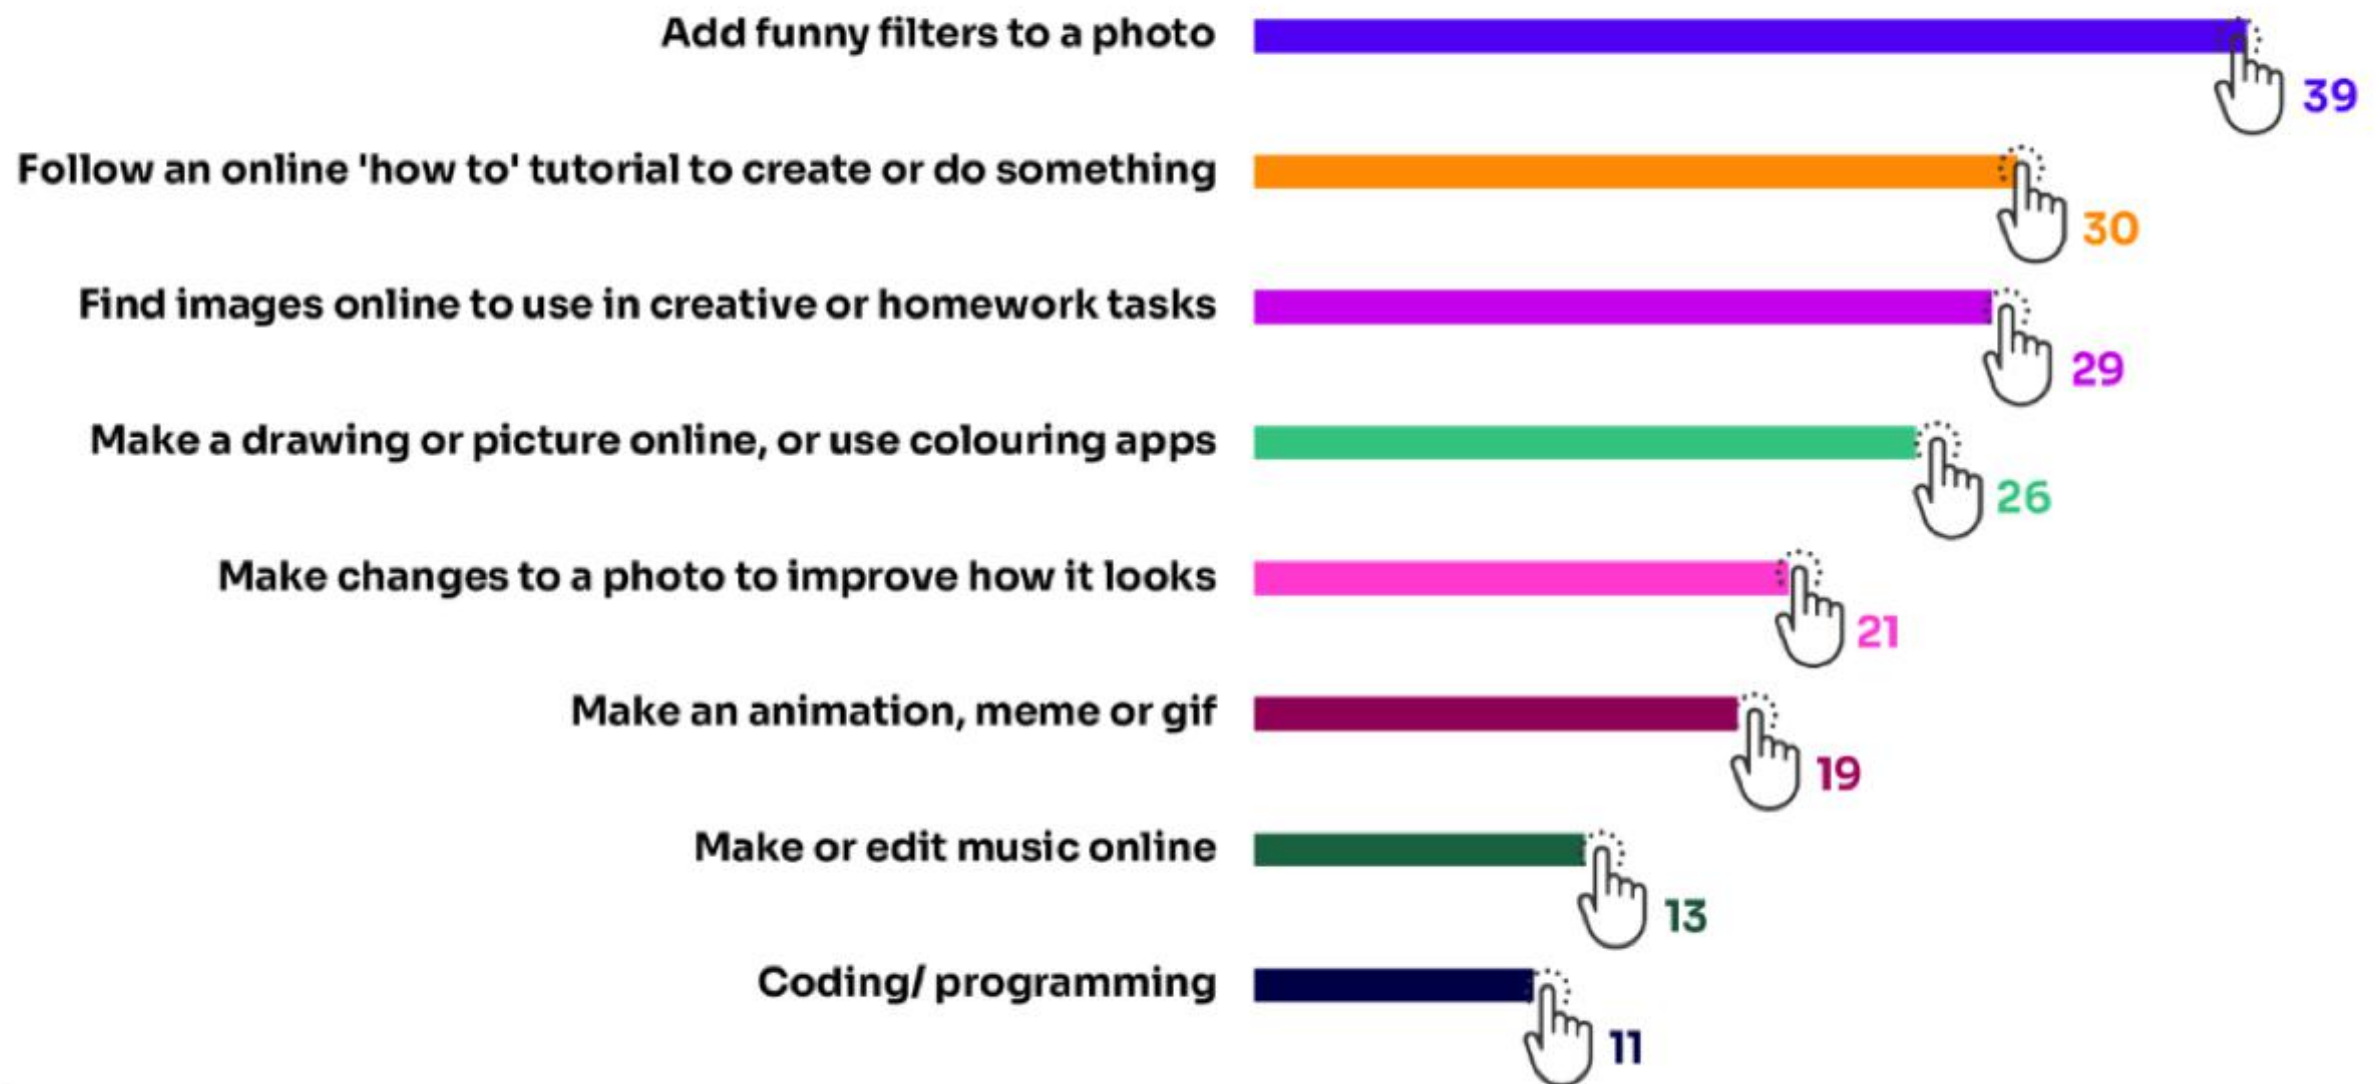 Add funny filters to a photo
39
Follow an online 'how to' tutorial to create or do something
30
Find images online to use in creative or homework tasks
29
Make a drawing or picture online, or use colouring apps
26
Make changes to a photo to improve how it looks
21
Make an animation, meme or gif
19
Make or edit music online
13
Coding/ programming
11